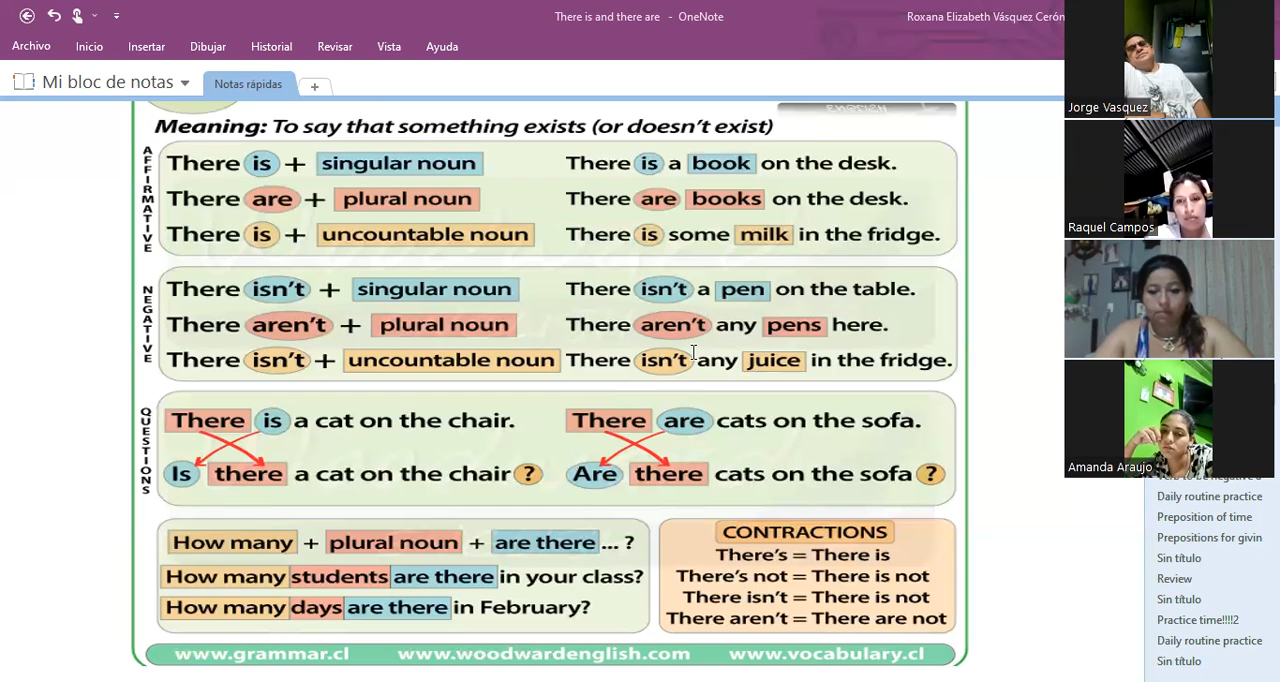 There is and there are - OneNote
Roxana Elizabeth Vásquez Cerón
Archivo Inicio Insertar Dibujar Historial Revisar Vista Ayuda
Mi bloc de notas
Notas rápidas
+
ENGLISH
Meaning: To say that something exists (or doesn't exist)
AFFIRMATIVE
There is + singular noun There is a book on the desk.
There are + plural noun There are books on the desk.
There is + uncountable noun There is some milk in the fridge.
NEGATIVE
There isn't + singular noun There isn't a pen on the table.
There aren't + plural noun There aren't any pens here.
There isn't + uncountable noun There isn't any juice in the fridge.
QUESTIONS
There is a cat on the chair. There are cats on the sofa.
Is there a cat on the chair ? Are there cats on the sofa ?
How many + plural noun + are there ... ?
How many students are there in your class?
How many days are there in February?
CONTRACTIONS
There's = There is
There's not = There is not
There isn't = There is not
There aren't = There are not
www.grammar.cl www.woodwardenglish.com www.vocabulary.cl
Jorge Vasquez
Raquel Campos
Amanda Araujo
Daily routine practice
Preposition of time
Prepositions for givin
Sin título
Review
Sin título
Practice time!!!!2
Daily routine practice
Sin título